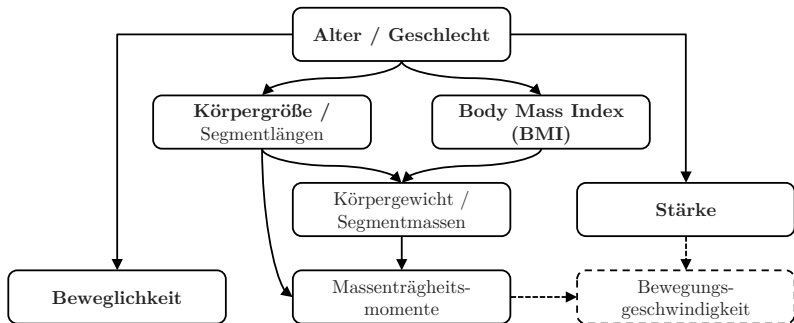 Alter / Geschlecht
Körpergröße /
Segmentlängen
Body Mass Index
(BMI)
Körpergewicht /
Segmentmassen
Stärke
Beweglichkeit
Massenträgheits-
momente
Bewegungs-
geschwindigkeit